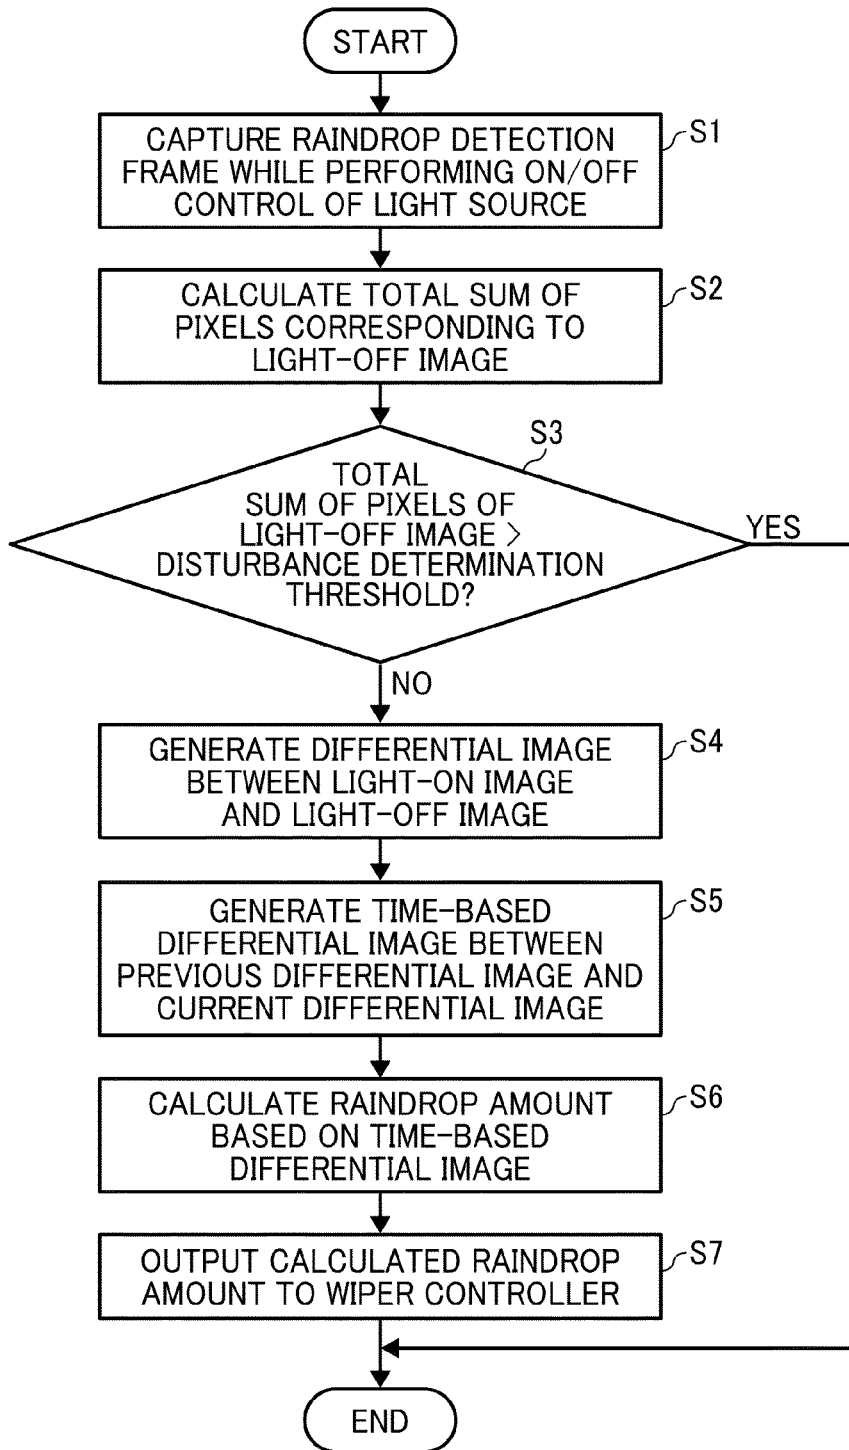 START
CAPTURE RAINDROP DETECTION
FRAME WHILE PERFORMING ON/OFF
CONTROL OF LIGHT SOURCE
S1
CALCULATE TOTAL SUM OF
PIXELS CORRESPONDING TO
LIGHT-OFF IMAGE
S2
S3
TOTAL
SUM OF PIXELS OF
LIGHT-OFF IMAGE >
DISTURBANCE DETERMINATION
THRESHOLD?
YES
NO
GENERATE DIFFERENTIAL IMAGE
BETWEEN LIGHT-ON IMAGE
AND LIGHT-OFF IMAGE
S4
GENERATE TIME-BASED
DIFFERENTIAL IMAGE BETWEEN
PREVIOUS DIFFERENTIAL IMAGE AND
CURRENT DIFFERENTIAL IMAGE
S5
CALCULATE RAINDROP AMOUNT
BASED ON TIME-BASED
DIFFERENTIAL IMAGE
S6
OUTPUT CALCULATED RAINDROP
AMOUNT TO WIPER CONTROLLER
S7
END